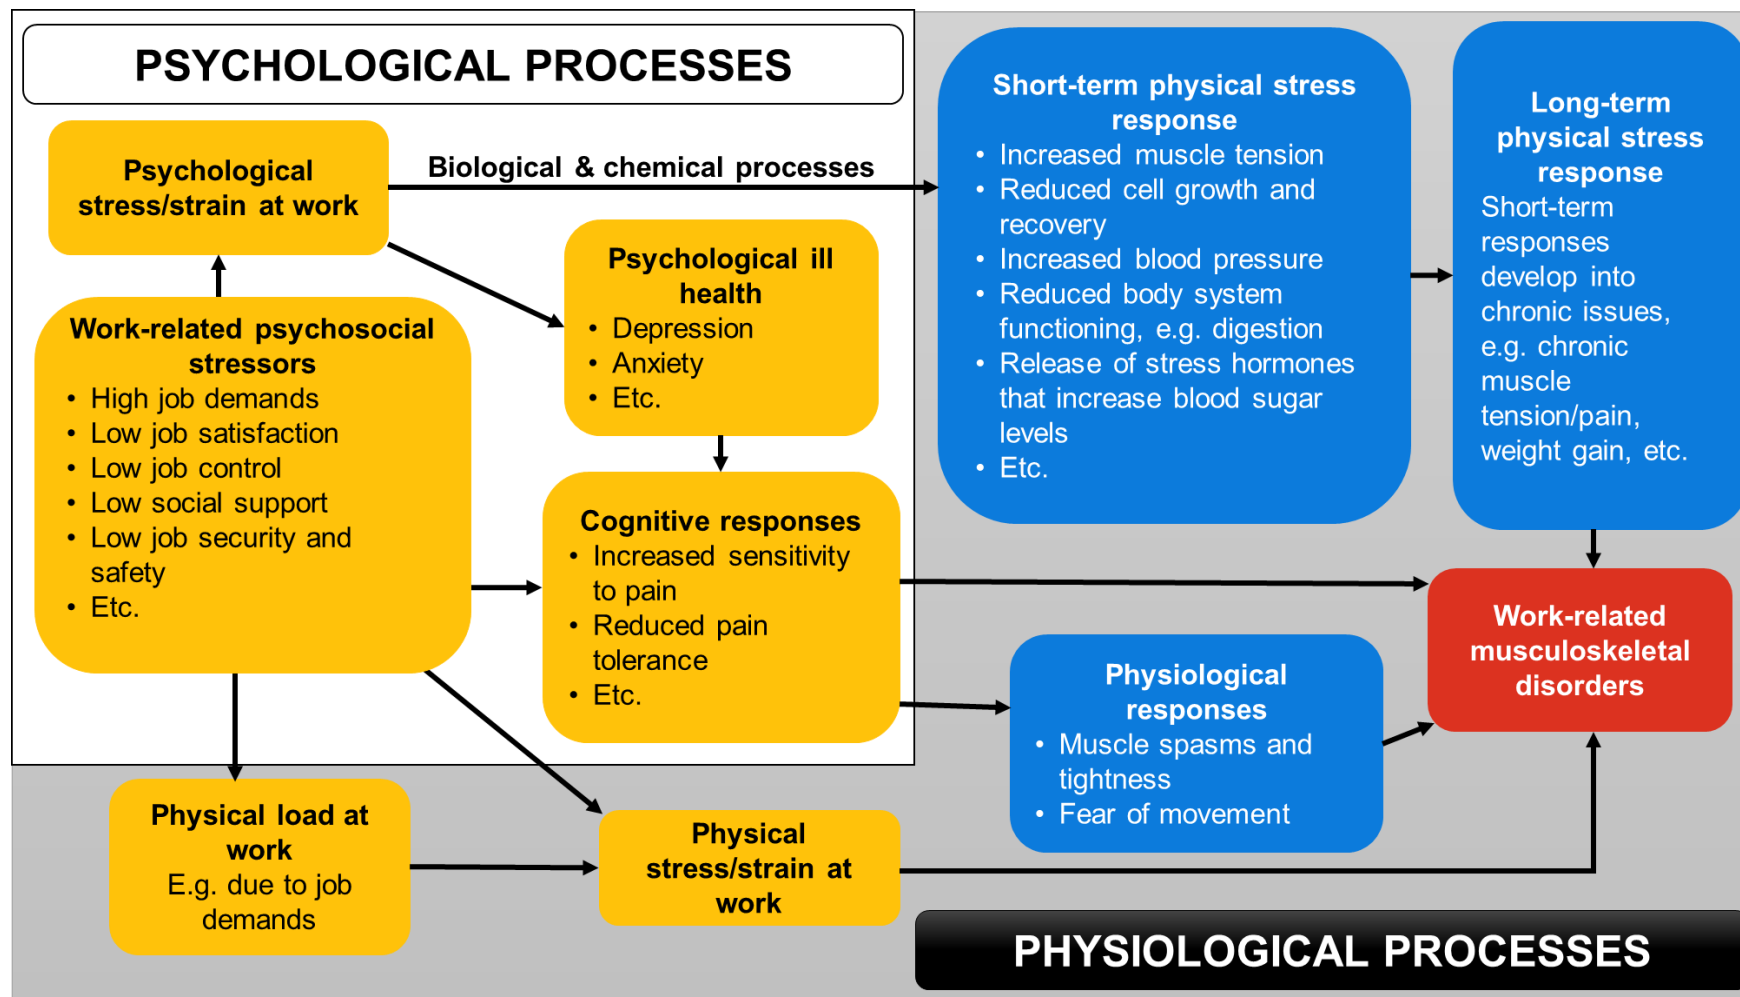 PSYCHOLOGICAL PROCESSES
Psychological
stress/strain at work
Biological & chemical processes
Psychological ill
health
• Depression
• Anxiety
• Etc.
Work-related psychosocial
stressors
• High job demands
• Low job satisfaction
• Low job control
• Low social support
• Low job security and
safety
• Etc.
Cognitive responses
• Increased sensitivity
to pain
• Reduced pain
tolerance
• Etc.
Physical load at
work
E.g. due to job
demands
Physical
stress/strain at
work
Short-term physical stress
response
• Increased muscle tension
• Reduced cell growth and
recovery
• Increased blood pressure
• Reduced body system
functioning, e.g. digestion
• Release of stress hormones
that increase blood sugar
levels
• Etc.
Long-term
physical stress
response
Short-term
responses
develop into
chronic issues,
e.g. chronic
muscle
tension/pain,
weight gain, etc.
Physiological
responses
• Muscle spasms and
tightness
• Fear of movement
Work-related
musculoskeletal
disorders
PHYSIOLOGICAL PROCESSES